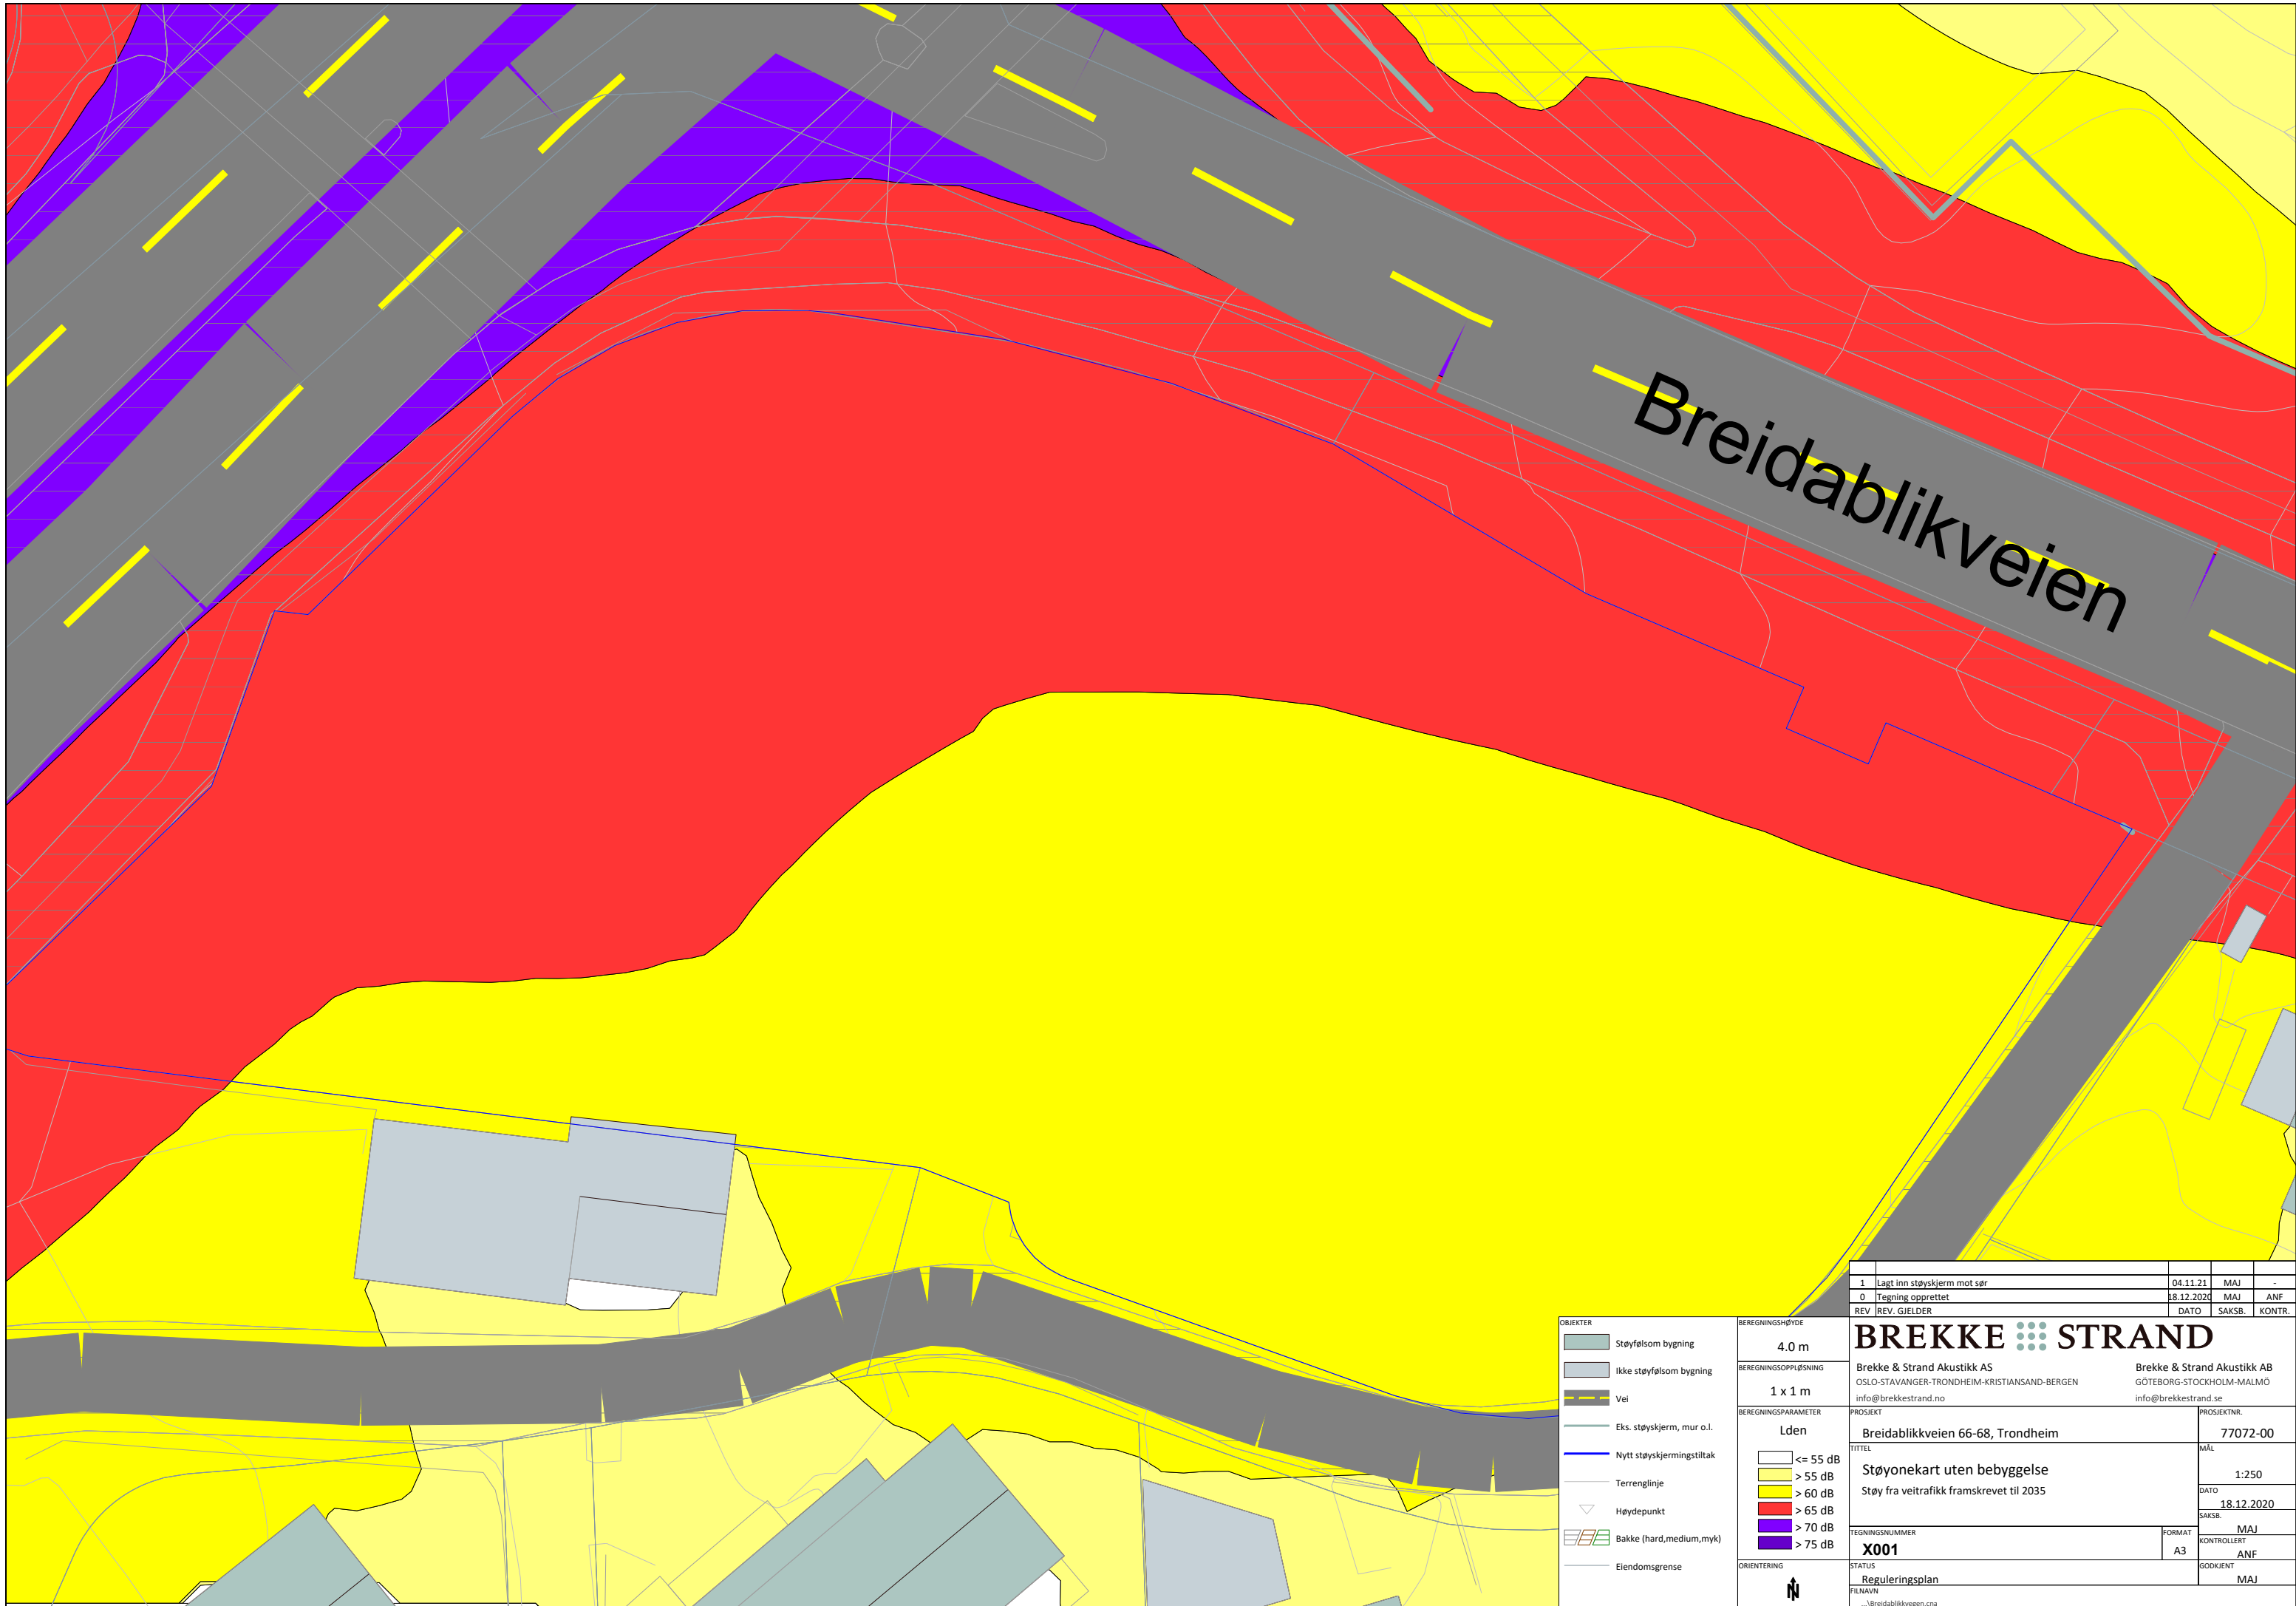 Breidablikveien
1 Lagt inn støyskjerm mot sør 04.11.21 MAJ -
0 Tegning opprettet 18.12.2020 MAJ ANF
REV REV. GJELDER DATO SAKSB. KONTR.
OBJEKTER
Støyfølsom bygning
Ikke støyfølsom bygning
Vei
Eks. støyskjerm, mur o.l.
Nytt støyskjermingstiltak
Terrenglinje
Høydepunkt
Bakke (hard,medium,myk)
Eiendomsgrense
BEREGNINGSHØYDE
4.0 m
BEREGNINGSOPPLØSNING
1 x 1 m
BEREGNINGSPARAMETER
Lden
<= 55 dB
> 55 dB
> 60 dB
> 65 dB
> 70 dB
> 75 dB
ORIENTERING
N
BREKKE STRAND
Brekke & Strand Akustikk AS
OSLO-STAVANGER-TRONDHEIM-KRISTIANSAND-BERGEN
info@brekkestrand.no
Brekke & Strand Akustikk AB
GÖTEBORG-STOCKHOLM-MALMÖ
info@brekkestrand.se
PROSJEKT
Breidablikkveien 66-68, Trondheim
PROSJEKTNR.
77072-00
TITTEL
Støyonekart uten bebyggelse
Støy fra veitrafikk framskrevet til 2035
MÅL
1:250
DATO
18.12.2020
SAKSB.
MAJ
TEGNINGSNUMMER
X001
FORMAT
A3
KONTROLLERT
ANF
STATUS
Reguleringsplan
GODKJENT
MAJ
FILNAVN
...\Breidablikkvegen.cna